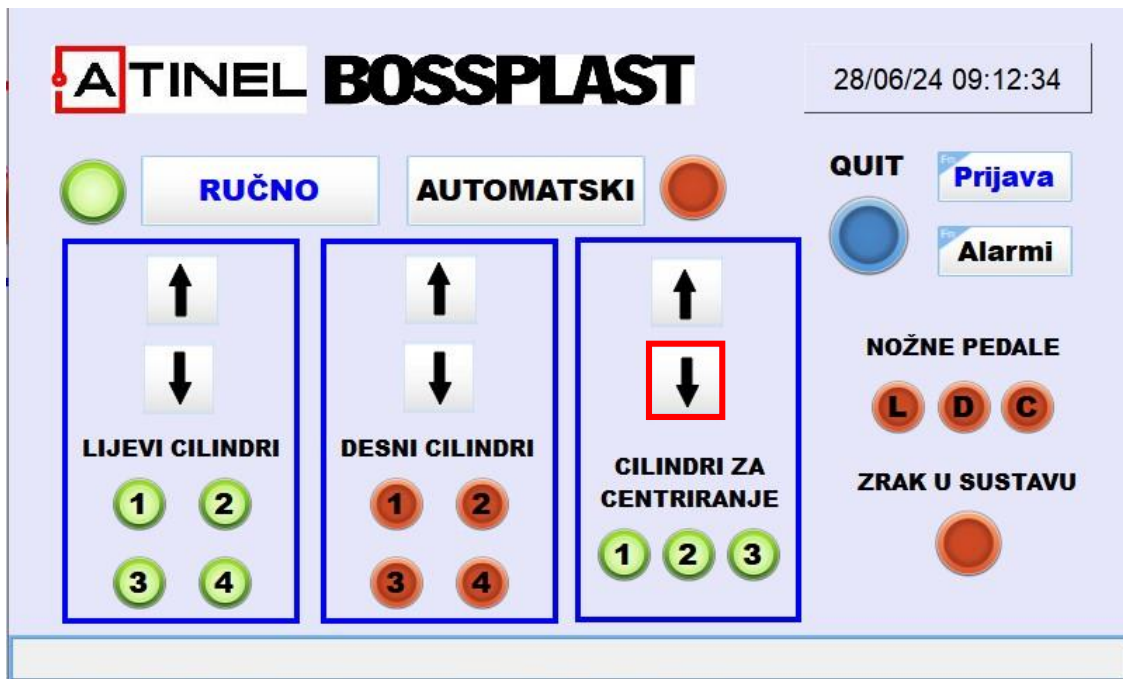 ATINEL BOSSPLAST
28/06/24 09:12:34
RUČNO
AUTOMATSKI
QUIT
Prijava
Alarmi
LIJEVI CILINDRI
1 2
3 4
DESNI CILINDRI
1 2
3 4
CILINDRI ZA
CENTRIRANJE
1 2 3
NOŽNE PEDALE
L D C
ZRAK U SUSTAVU